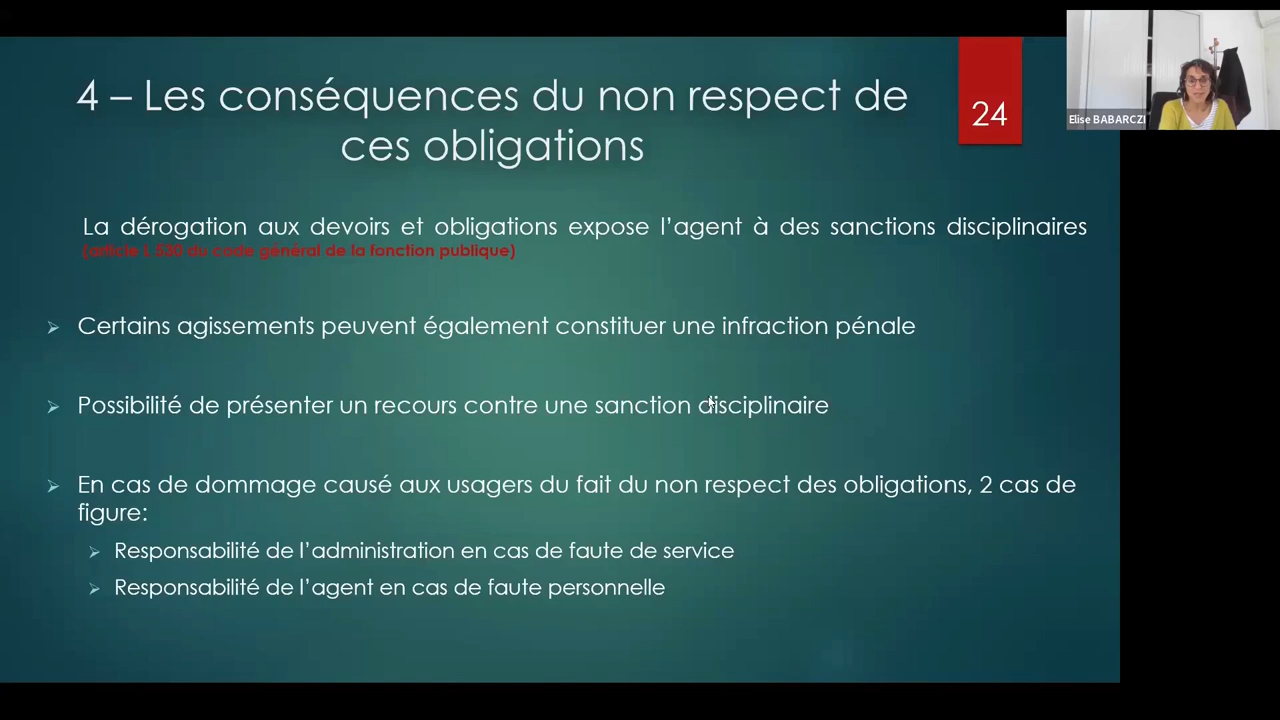 4 – Les conséquences du non respect de
ces obligations
24
Elise BABARCZI
La dérogation aux devoirs et obligations expose l’agent à des sanctions disciplinaires
(article L 530 du code général de la fonction publique)
Certains agissements peuvent également constituer une infraction pénale
Possibilité de présenter un recours contre une sanction disciplinaire
En cas de dommage causé aux usagers du fait du non respect des obligations, 2 cas de
figure:
Responsabilité de l’administration en cas de faute de service
Responsabilité de l’agent en cas de faute personnelle